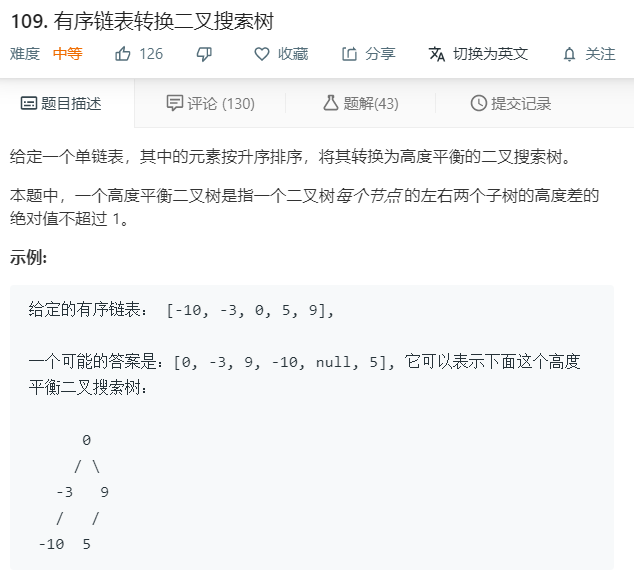 109. 有序链表转换二叉搜索树
难度 中等 126 收藏 分享 切换为英文 关注
题目描述 评论 (130) 题解(43) 提交记录
给定一个单链表，其中的元素按升序排序，将其转换为高度平衡的二叉搜索树。
本题中，一个高度平衡二叉树是指一个二叉树每个节点 的左右两个子树的高度差的
绝对值不超过 1。
示例:
给定的有序链表： [-10, -3, 0, 5, 9],
一个可能的答案是：[0, -3, 9, -10, null, 5], 它可以表示下面这个高度
平衡二叉搜索树：
0
/ \
-3 9
/ /
-10 5